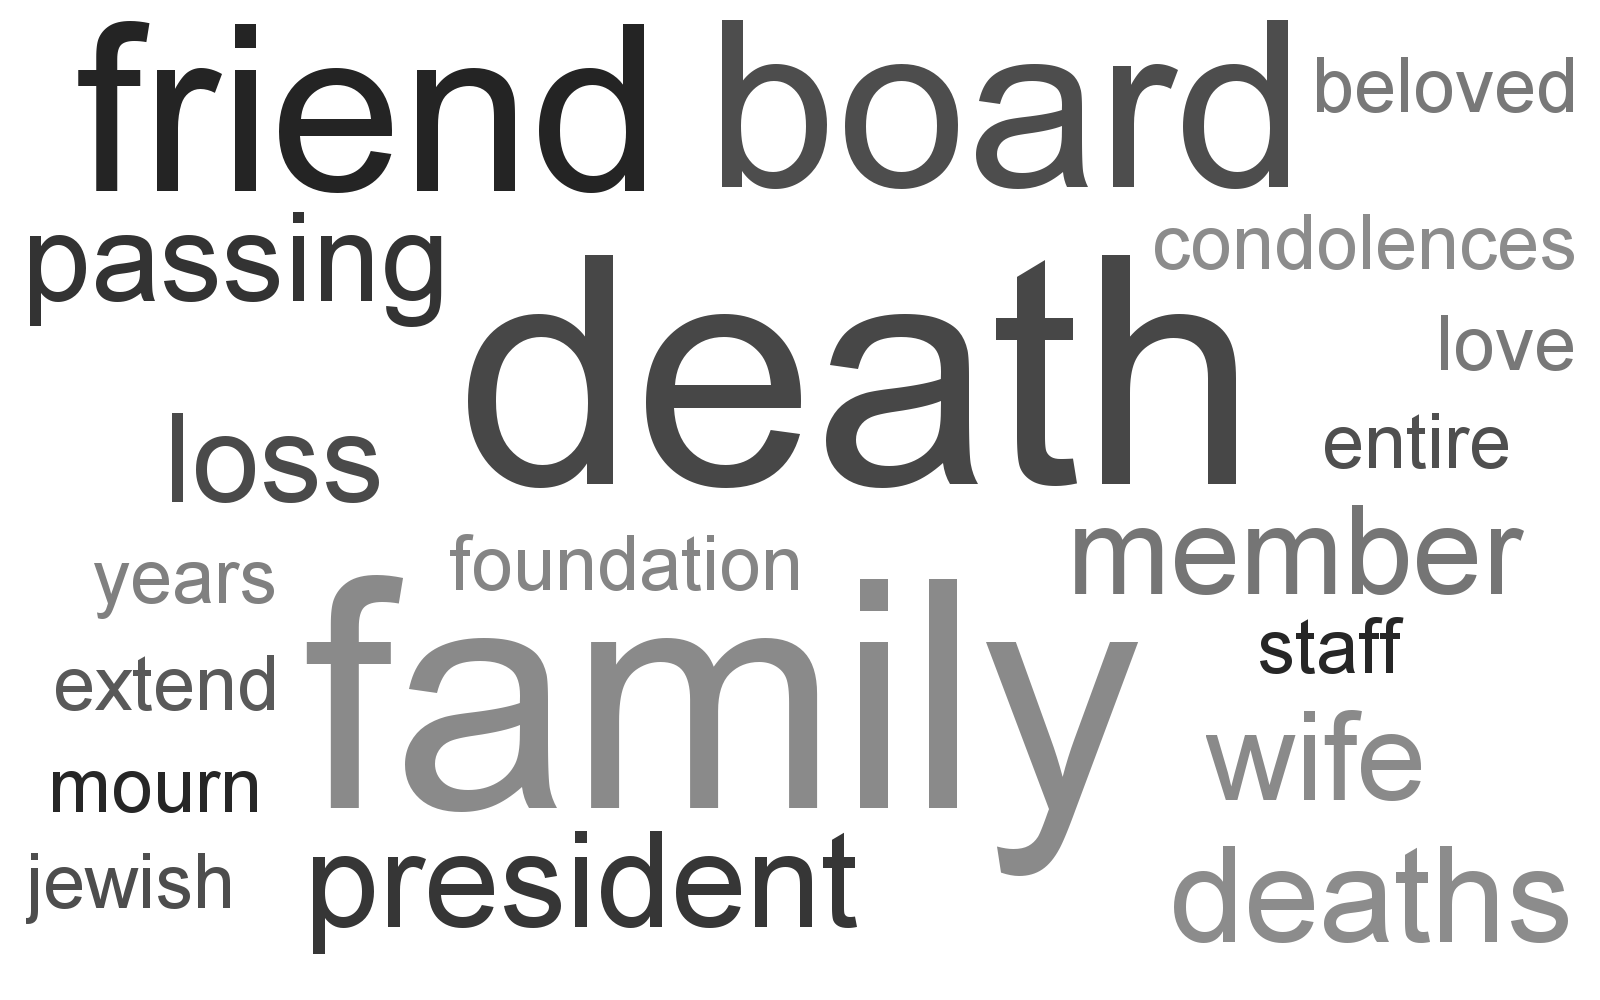 friend board beloved
passing condolences
death
love
loss entire
foundation member
years
family staff
extend
wife
mourn
president deaths
jewish